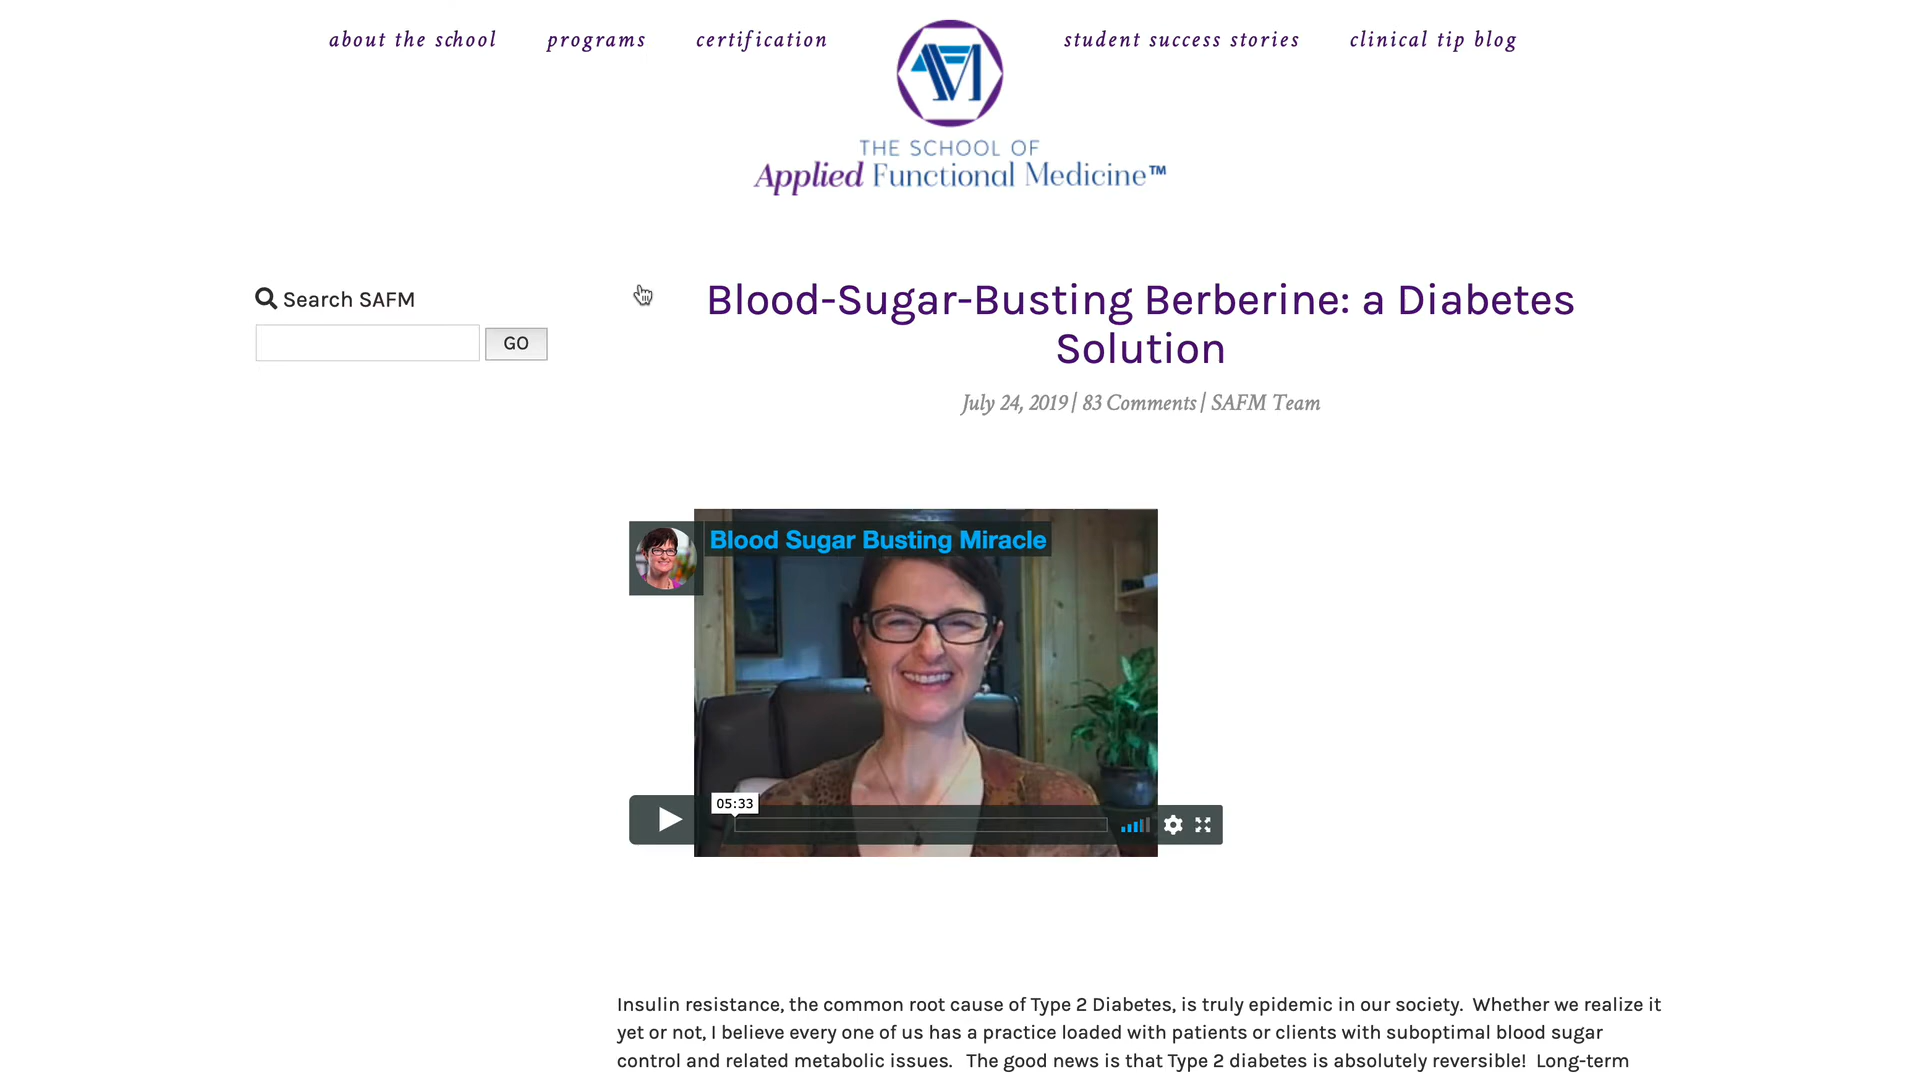 about the school programs certification student success stories clinical tip blog
THE SCHOOL OF
Applied Functional Medicine™
Search SAFM
GO
Blood-Sugar-Busting Berberine: a Diabetes
Solution
July 24, 2019 | 83 Comments | SAFM Team
Blood Sugar Busting Miracle
05:33
Insulin resistance, the common root cause of Type 2 Diabetes, is truly epidemic in our society.  Whether we realize it
yet or not, I believe every one of us has a practice loaded with patients or clients with suboptimal blood sugar
control and related metabolic issues.   The good news is that Type 2 diabetes is absolutely reversible!  Long-term